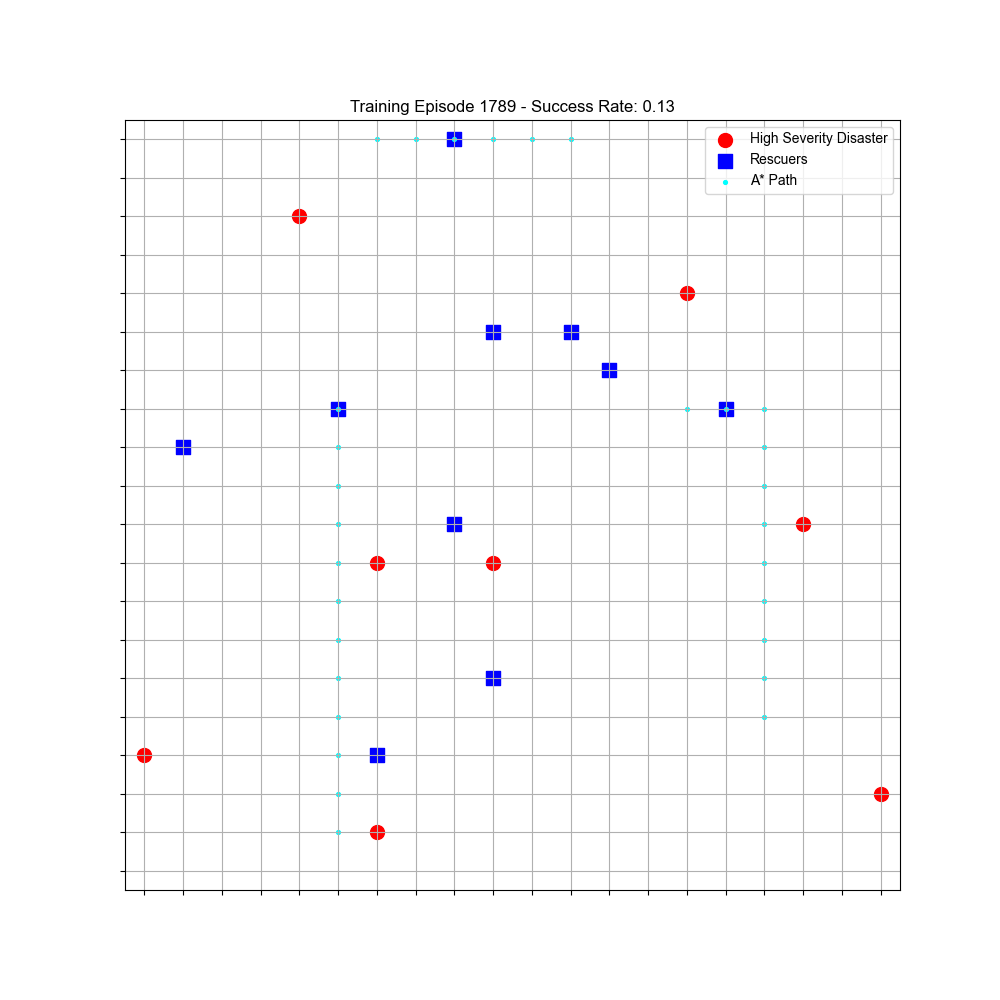 Training Episode 1789 - Success Rate: 0.13
High Severity Disaster
Rescuers
A* Path